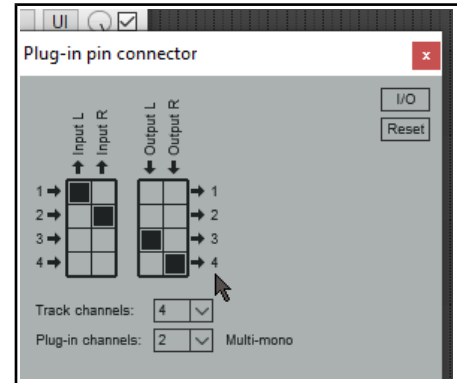 UI
Plug-in pin connector
x
I/O
Reset
Input L
Input R
Output L
Output R
1
1
2
2
3
3
4
4
Track channels: 4
Plug-in channels: 2 Multi-mono